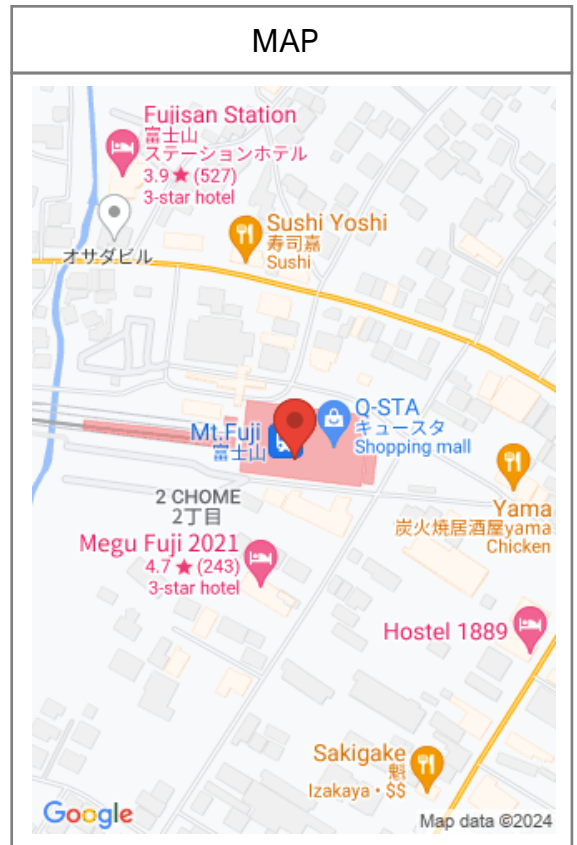 MAP
Fujisan Station
富士山
ステーションホテル
3.9 ★ (527)
3-star hotel
Sushi Yoshi
寿司嘉
Sushi
オサダビル
Mt.Fuji
富士山
Q-STA
キュースタ
Shopping mall
2 CHOME
2丁目
Yama
炭火焼居酒屋yama
Chicken
Megu Fuji 2021
4.7 ★ (243)
3-star hotel
Hostel 1889
Sakigake
魁
Izakaya • $$
Google
Map data ©2024